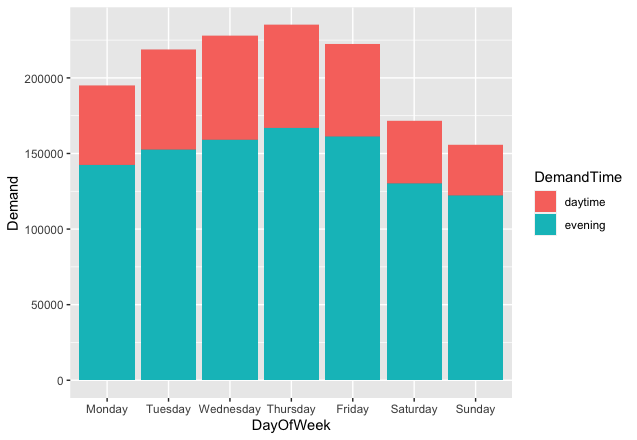 Demand
200000
150000
100000
50000
0
Monday Tuesday Wednesday Thursday Friday Saturday Sunday
DayOfWeek
DemandTime
daytime
evening